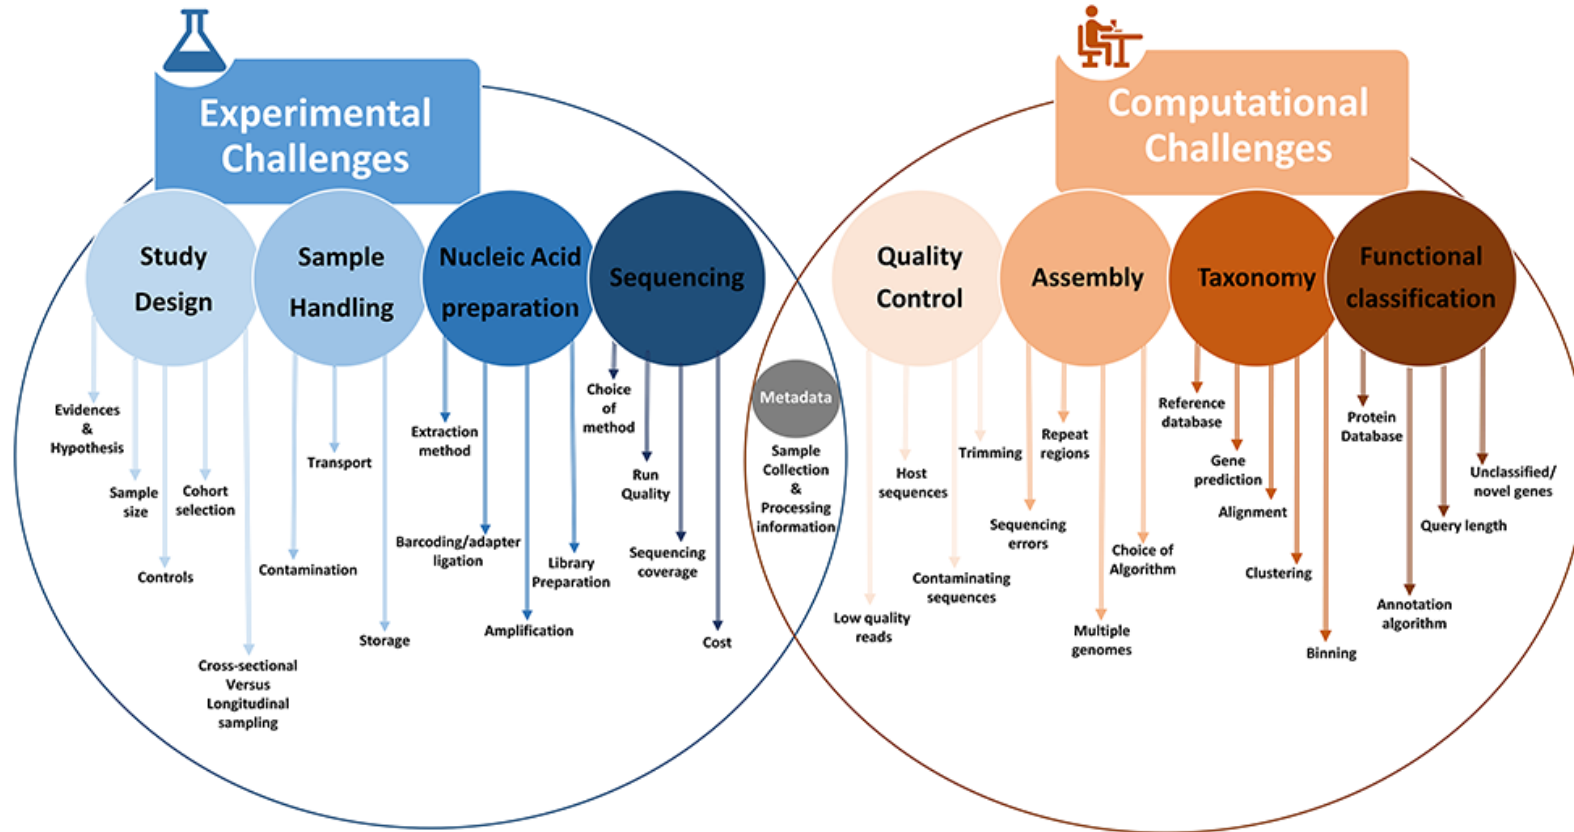 Experimental
Challenges
Computational
Challenges
Study
Design
Sample
Handling
Nucleic Acid
preparation
Sequencing
Quality
Control
Assembly
Taxonomy
Functional
classification
Evidences
&
Hypothesis
Sample
size
Controls
Cohort
selection
Cross-sectional
Versus
Longitudinal
sampling
Contamination
Transport
Storage
Extraction
method
Barcoding/adapter
ligation
Amplification
Library
Preparation
Choice
of
method
Run
Quality
Sequencing
coverage
Cost
Metadata
Sample
Collection
&
Processing
information
Low quality
reads
Host
sequences
Contaminating
sequences
Trimming
Sequencing
errors
Repeat
regions
Multiple
genomes
Choice of
Algorithm
Reference
database
Gene
prediction
Alignment
Clustering
Binning
Protein
Database
Annotation
algorithm
Query length
Unclassified/
novel genes